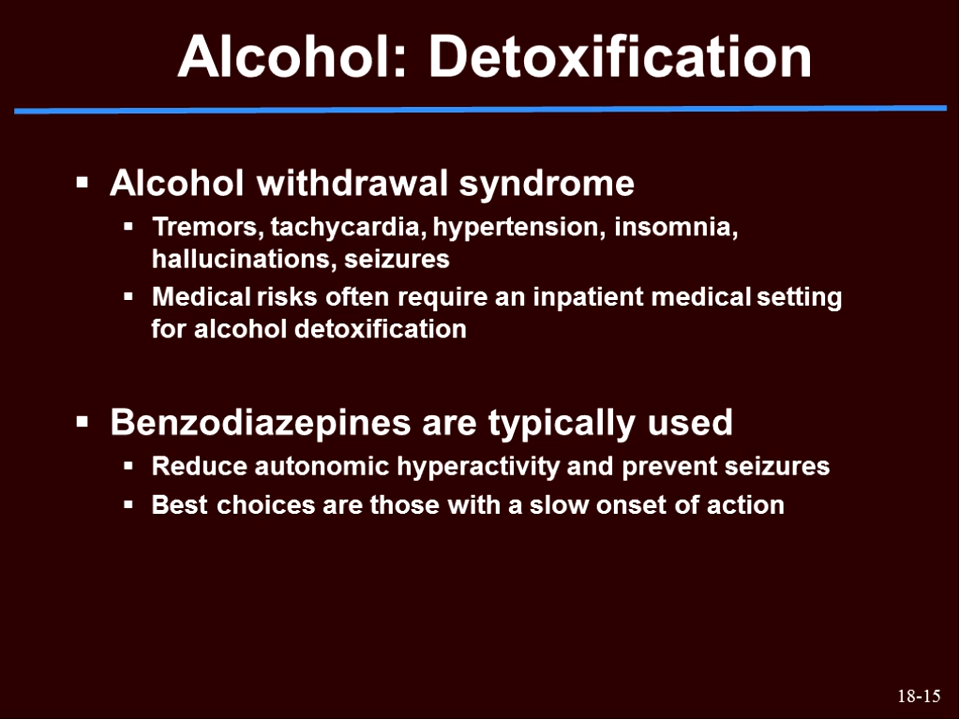 Alcohol: Detoxification
▪ Alcohol withdrawal syndrome
▪ Tremors, tachycardia, hypertension, insomnia,
hallucinations, seizures
▪ Medical risks often require an inpatient medical setting
for alcohol detoxification
▪ Benzodiazepines are typically used
▪ Reduce autonomic hyperactivity and prevent seizures
▪ Best choices are those with a slow onset of action
18-15